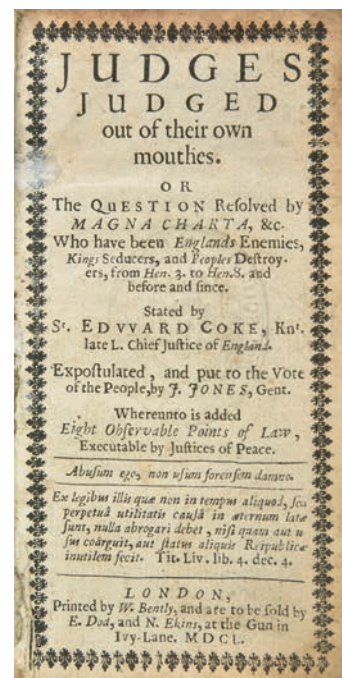 JUDGES
JUDGED
out of their own
mouthes.
OR
The QUESTION Reſolved by
MAGNA CHARTA, &c.
Who have been Englands Enemies,
Kings Seducers, and Peoples Deſtroy-
ers, from Hen. 3. to Hen.8. and
before and ſince.
Stated by
Sr. EDVVARD COKE, Knt.
late L. Chief Juſtice of England.
Expoſtulated, and put to the Vote
of the People, by J. JONES, Gent.
Whereunto is added
Eight Obſervable Points of Law,
Executable by Juſtices of Peace.
Abuſum ego, non uſum forenſem damno.
Ex legibus illis quæ non in tempus aliquod, ſed
perpetuâ utilitatis cauſâ in æternum latæ
ſunt, nulla abrogari debet, niſi quam aut u
ſus coarguit, aut ſtatus aliquis Reipublicæ
inutilem fecit. Tit. Liv. lib. 4. dec. 4.
LONDON,
Printed by W. Bently, and are to be ſold by
E. Dod, and N. Ekins, at the Gun in
Ivy-Lane. MDCL.